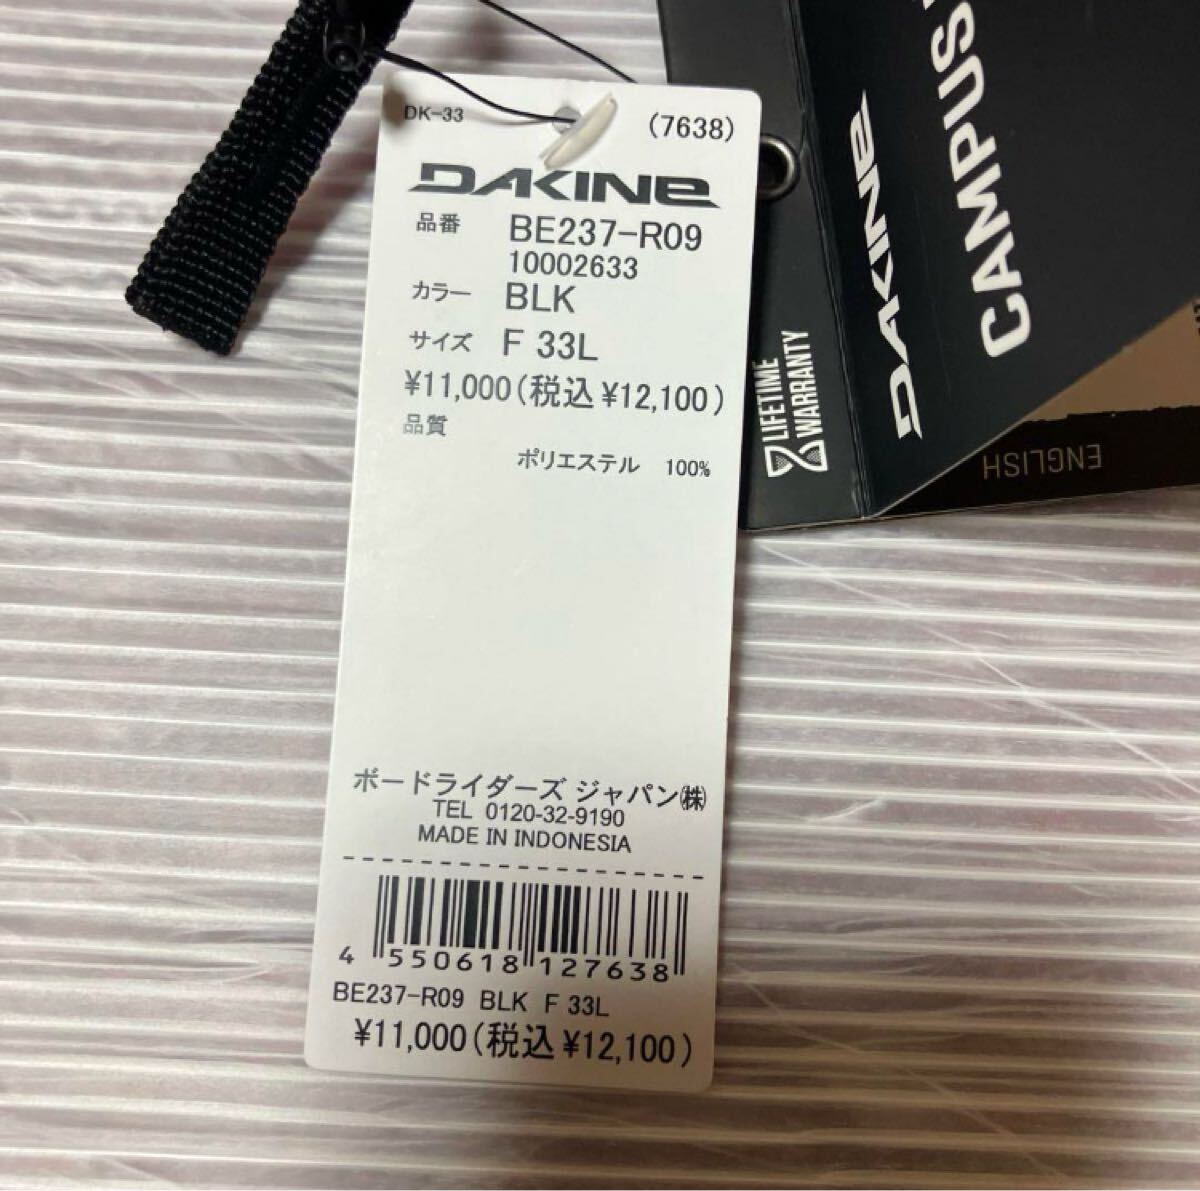 DK-33
(7638)
DAKINE
品番 BE237-R09
10002633
カラー BLK
サイズ F 33L
¥11,000(税込¥12,100)
品質
ポリエステル 100%
ボードライダーズ ジャパン㈱
TEL 0120-32-9190
MADE IN INDONESIA
4 550618 127638
BE237-R09 BLK F 33L
¥11,000(税込¥12,100)
LIFETIME
WARRANTY
DAKINE
CAMPUS
ENGLISH